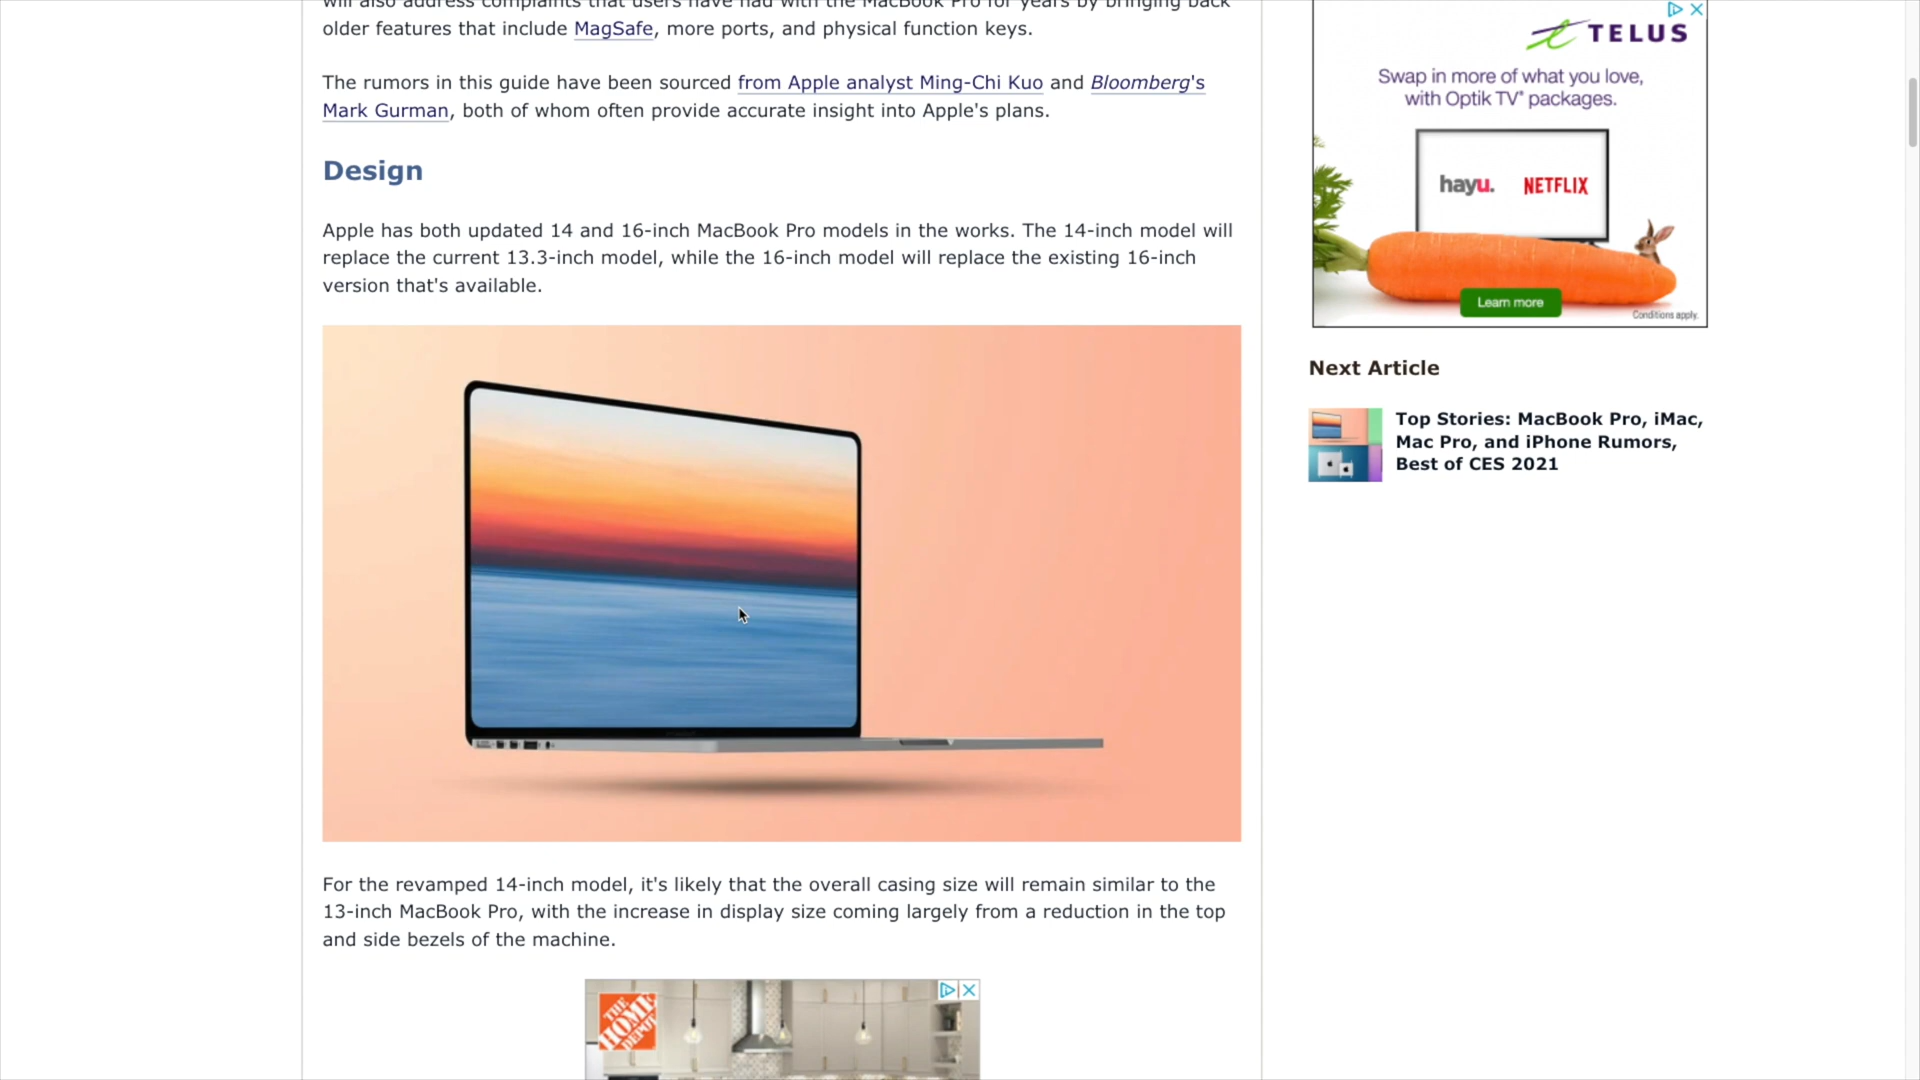 will also address complaints that users have had with the MacBook Pro for years by bringing back
older features that include MagSafe, more ports, and physical function keys.
The rumors in this guide have been sourced from Apple analyst Ming-Chi Kuo and Bloomberg's
Mark Gurman, both of whom often provide accurate insight into Apple's plans.
Design
Apple has both updated 14 and 16-inch MacBook Pro models in the works. The 14-inch model will
replace the current 13.3-inch model, while the 16-inch model will replace the existing 16-inch
version that's available.
For the revamped 14-inch model, it's likely that the overall casing size will remain similar to the
13-inch MacBook Pro, with the increase in display size coming largely from a reduction in the top
and side bezels of the machine.
THE
HOME
DEPOT
TELUS
Swap in more of what you love,
with Optik TV® packages.
hayu. NETFLIX
Learn more
Conditions apply.
Next Article
Top Stories: MacBook Pro, iMac,
Mac Pro, and iPhone Rumors,
Best of CES 2021